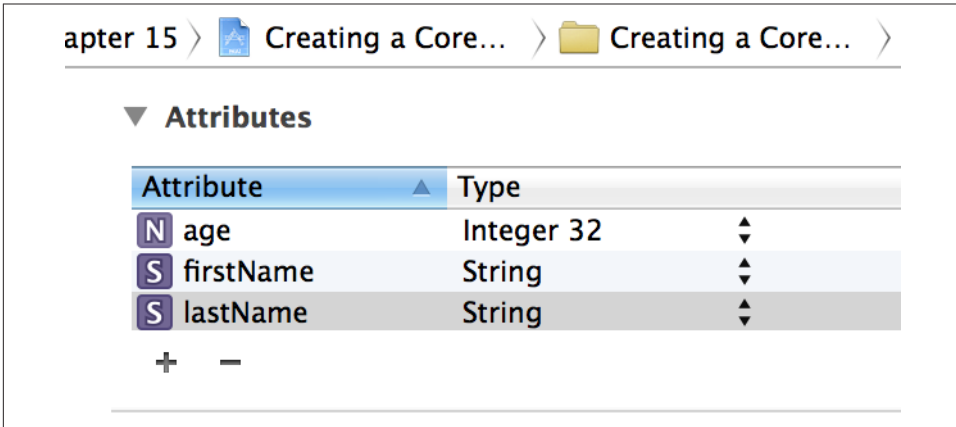 apter 15 Creating a Core... Creating a Core...
Attributes
Attribute Type
N age Integer 32
S firstName String
S lastName String
+ −